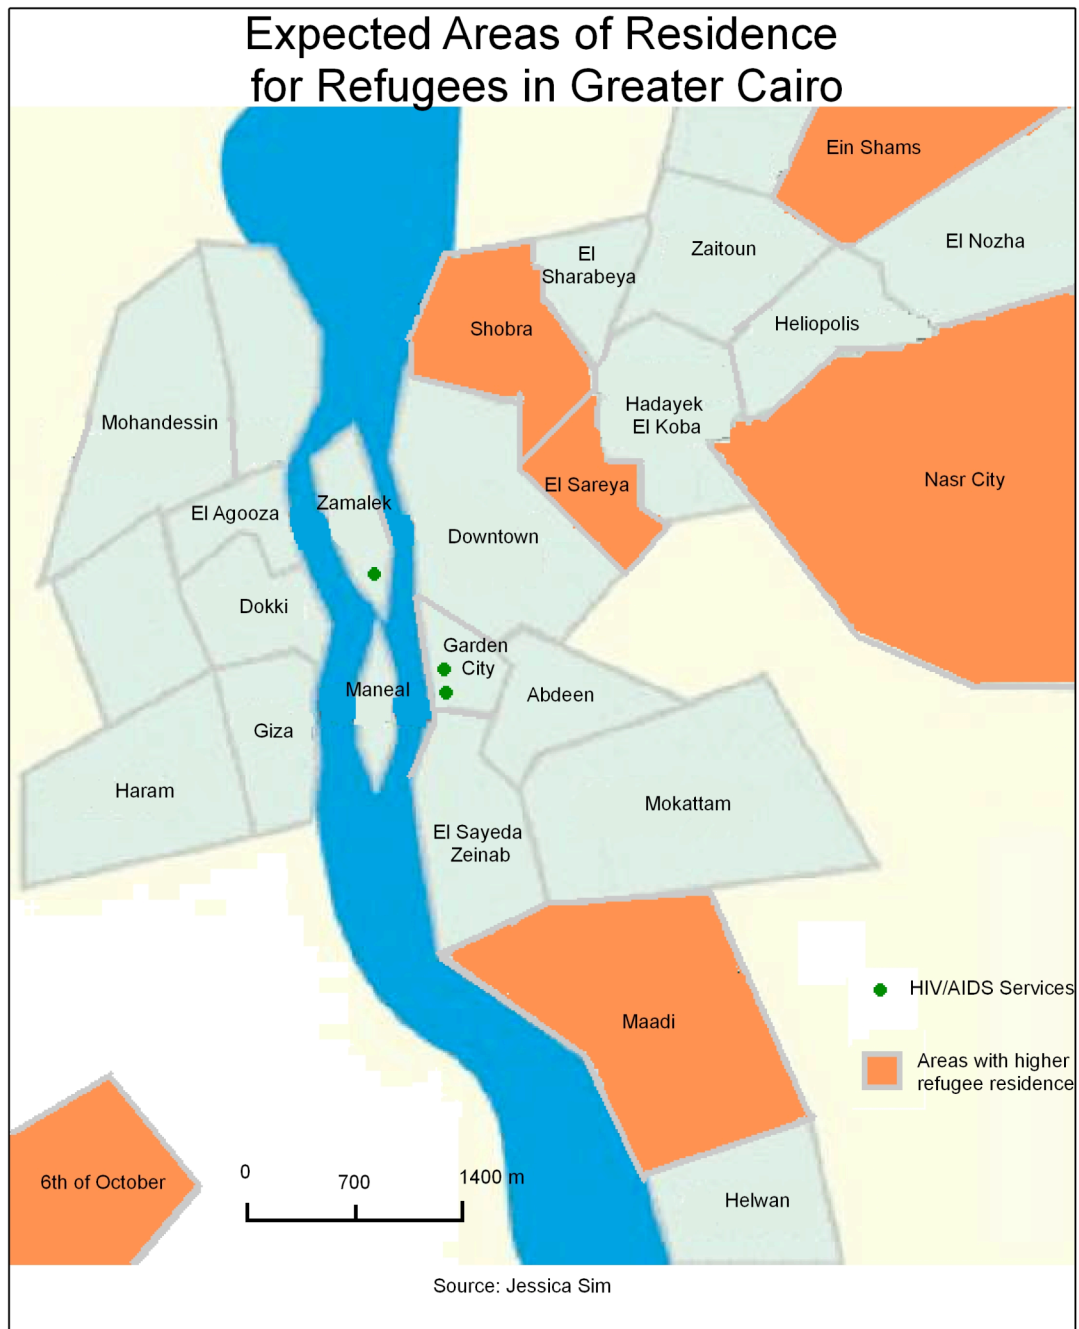 Expected Areas of Residence
for Refugees in Greater Cairo
Ein Shams
El Nozha
Zaitoun
El
Sharabeya
Heliopolis
Shobra
Hadayek
El Koba
Mohandessin
Nasr City
El Sareya
Zamalek
El Agooza
Downtown
Dokki
Garden
City
Maneal
Abdeen
Giza
Haram
Mokattam
El Sayeda
Zeinab
HIV/AIDS Services
Maadi
Areas with higher
refugee residence
6th of October
0
700
1400 m
Helwan
Source: Jessica Sim